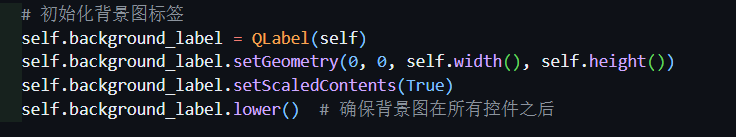 # 初始化背景图标签
self.background_label = QLabel(self)
self.background_label.setGeometry(0, 0, self.width(), self.height())
self.background_label.setScaledContents(True)
self.background_label.lower()  # 确保背景图在所有控件之后